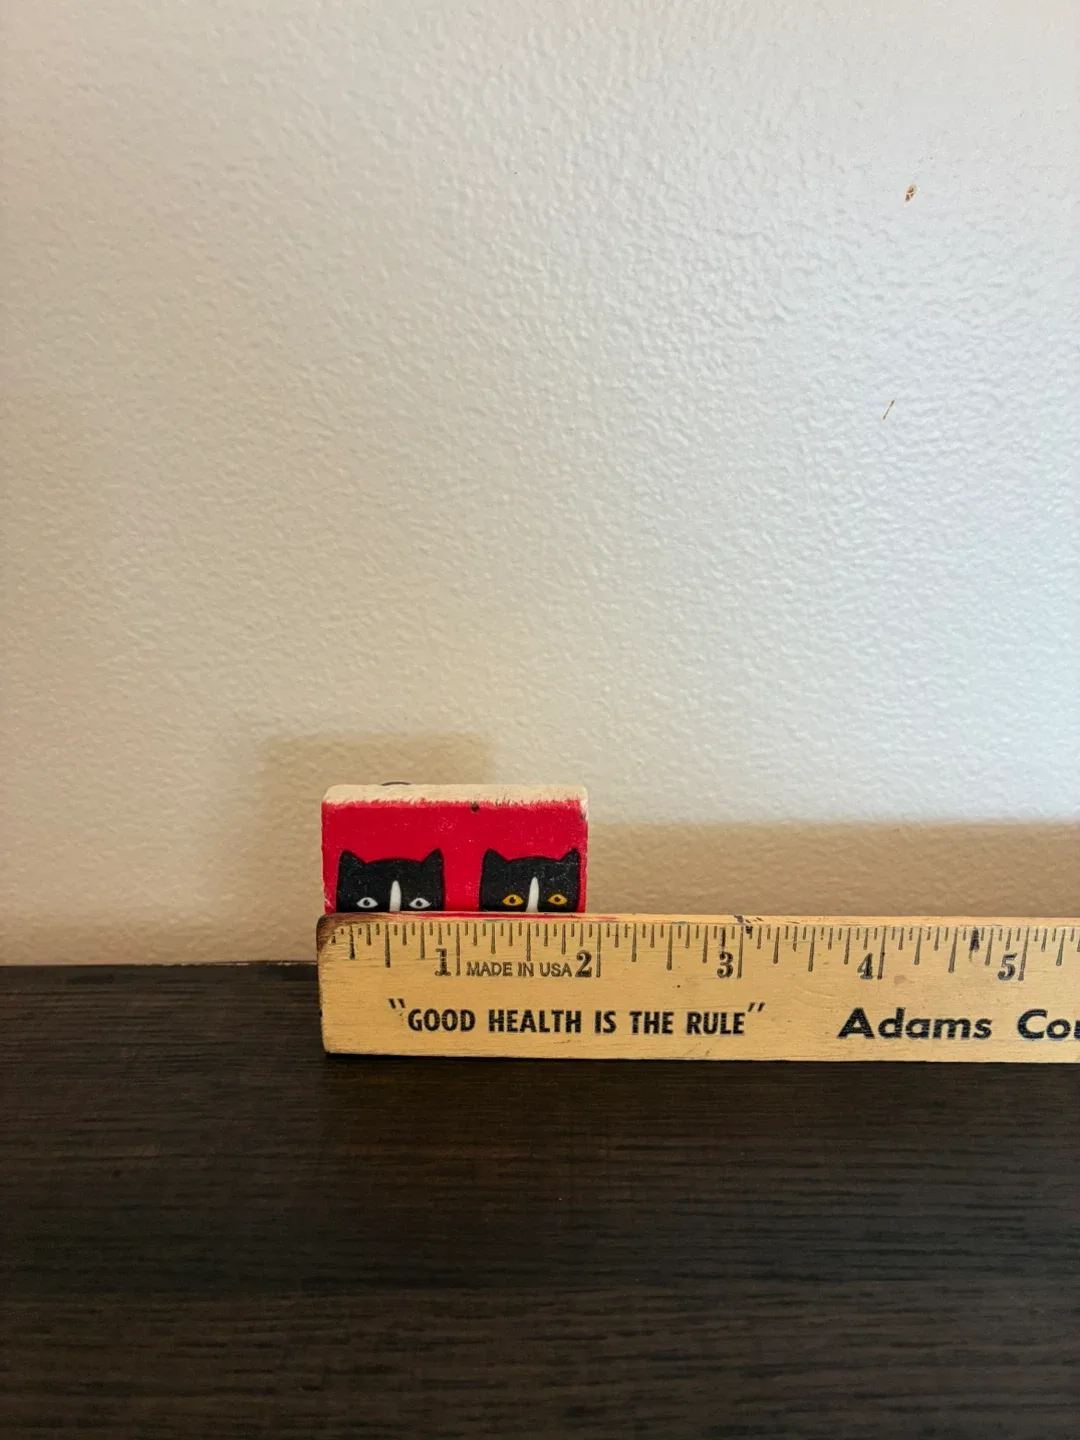 1 MADE IN USA 2 3 4 5
"GOOD HEALTH IS THE RULE" Adams